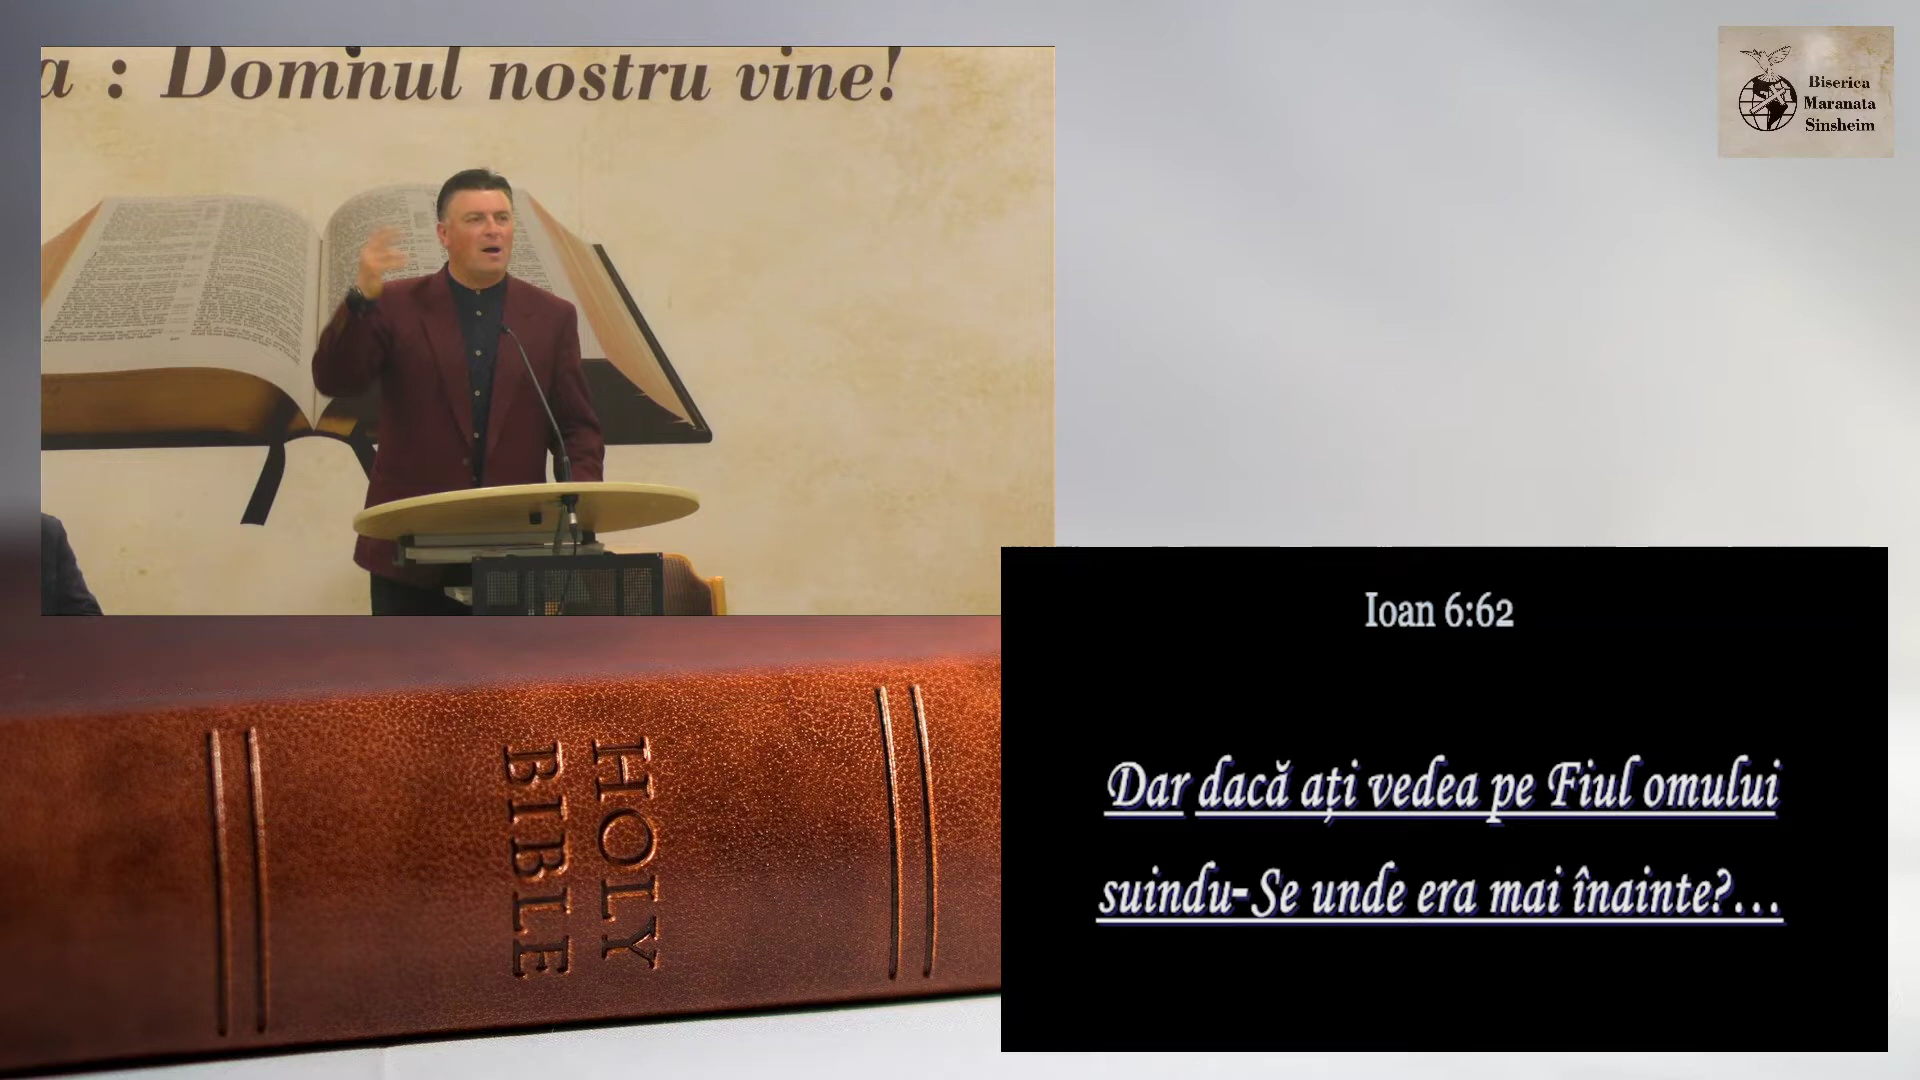 a : Domnul nostru vine!
Biserica
Maranata
Sinsheim
HOLY
BIBLE
Ioan 6:62
Dar dacă ați vedea pe Fiul omului
suindu-Se unde era mai înainte?...